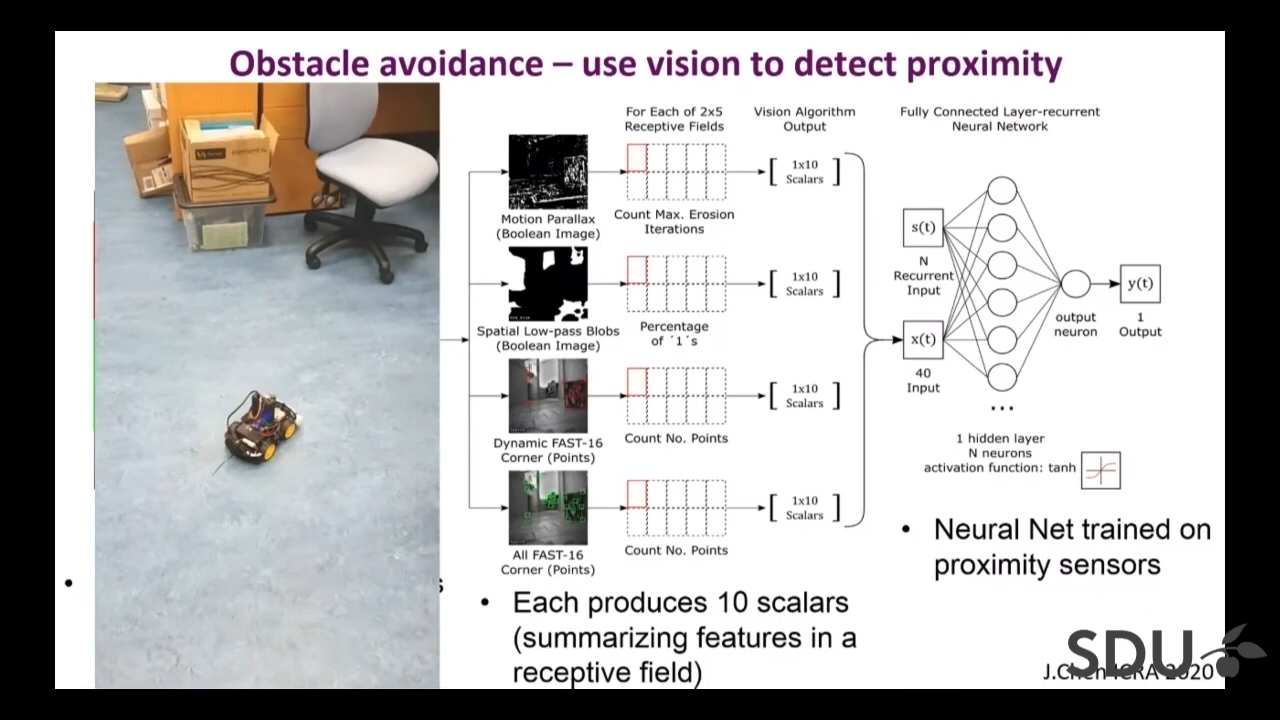 Obstacle avoidance – use vision to detect proximity
For Each of 2x5
Receptive Fields
Vision Algorithm
Output
Fully Connected Layer-recurrent
Neural Network
Motion Parallax
(Boolean Image)
Count Max. Erosion
Iterations
[ 1x10
Scalars ]
Spatial Low-pass Blobs
(Boolean Image)
Percentage
of ´1´s
[ 1x10
Scalars ]
Dynamic FAST-16
Corner (Points)
Count No. Points
[ 1x10
Scalars ]
All FAST-16
Corner (Points)
Count No. Points
[ 1x10
Scalars ]
s(t)
N
Recurrent
Input
x(t)
40
Input
output
neuron
y(t)
1
Output
...
1 hidden layer
N neurons
activation function: tanh
• Neural Net trained on
proximity sensors
• Each produces 10 scalars
(summarizing features in a
receptive field)
SDU
2020